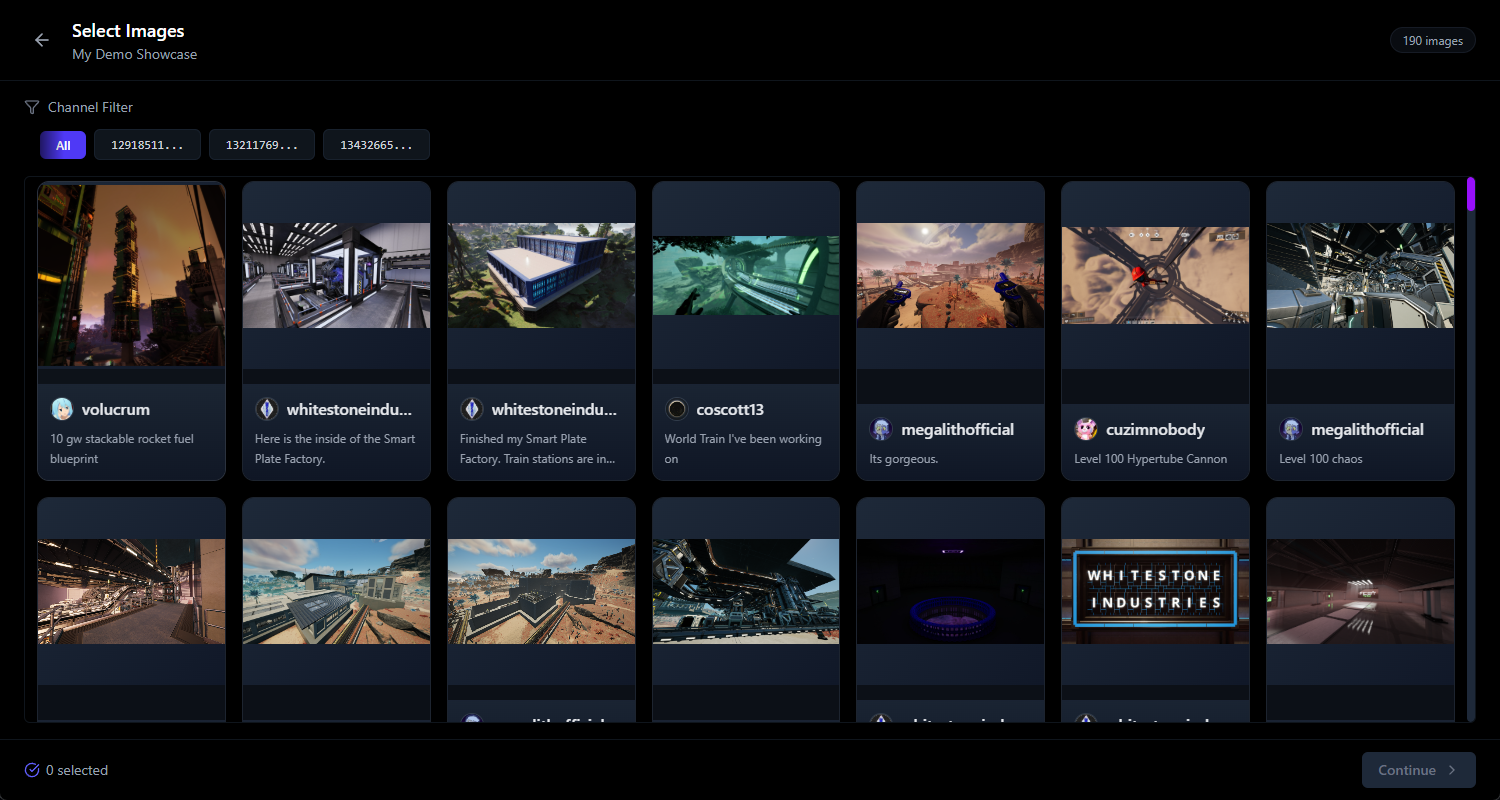 Select Images
My Demo Showcase
190 images
Channel Filter
All
12918511...
13211769...
13432665...
volucrum
10 gw stackable rocket fuel
blueprint
whitestoneindu...
Here is the inside of the Smart
Plate Factory.
whitestoneindu...
Finished my Smart Plate
Factory. Train stations are in...
coscott13
World Train I've been working
on
megalithofficial
Its gorgeous.
cuzimnobody
Level 100 Hypertube Cannon
megalithofficial
Level 100 chaos
WHITESTONE
INDUSTRIES
0 selected
Continue